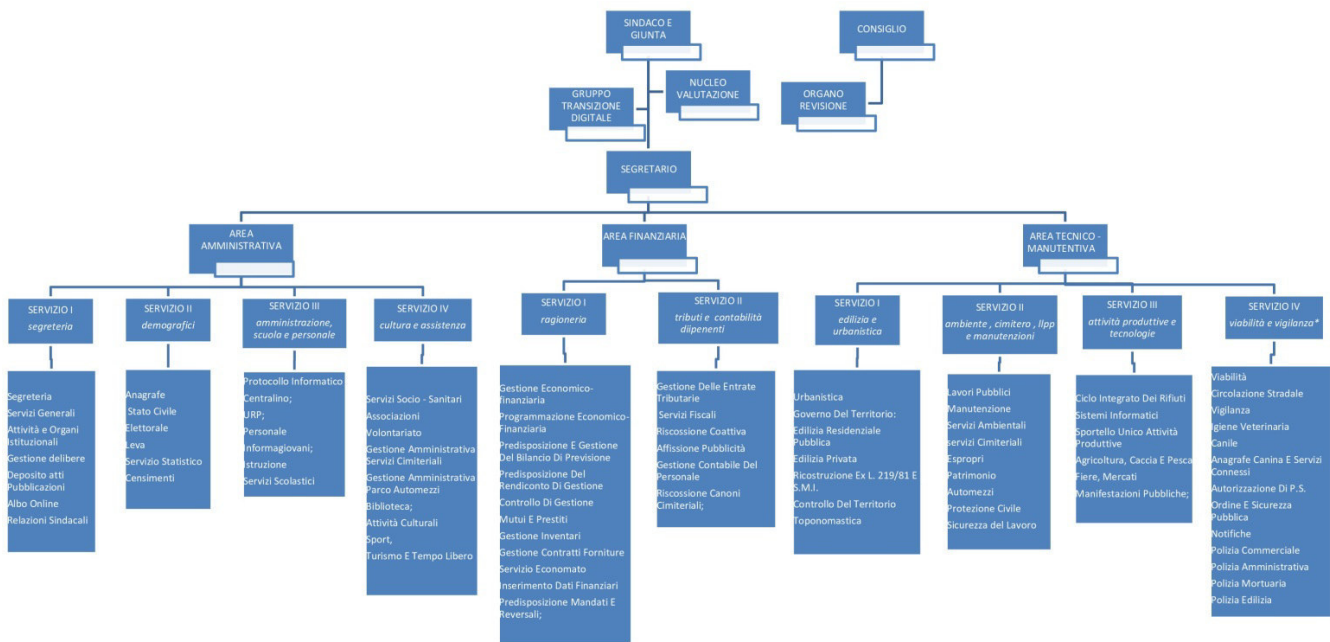 SINDACO E
GIUNTA
CONSIGLIO
NUCLEO
VALUTAZIONE
GRUPPO
TRANSIZIONE
DIGITALE
ORGANO
REVISIONE
SEGRETARIO
AREA
AMMINISTRATIVA
AREA FINANZIARIA
AREA TECNICO -
MANUTENTIVA
SERVIZIO I
segreteria
SERVIZIO II
demografici
SERVIZIO III
amministrazione,
scuola e personale
SERVIZIO IV
cultura e assistenza
SERVIZIO I
ragioneria
SERVIZIO II
tributi e contabilità
diipenenti
SERVIZIO I
edilizia e
urbanistica
SERVIZIO II
ambiente , cimitero , llpp
e manutenzioni
SERVIZIO III
attività produttive e
tecnologie
SERVIZIO IV
viabilità e vigilanza*
Segreteria
Servizi Generali
Attività e Organi
Istituzionali
Gestione delibere
Deposito atti
Pubblicazioni
Albo Online
Relazioni Sindacali
Anagrafe
Stato Civile
Elettorale
Leva
Servizio Statistico
Censimenti
Protocollo Informatico
Centralino;
URP;
Personale
Informagiovani;
Istruzione
Servizi Scolastici
Servizi Socio - Sanitari
Associazioni
Volontariato
Gestione Amministrativa
Servizi Cimiteriali
Gestione Amministrativa
Parco Automezzi
Biblioteca;
Attività Culturali
Sport,
Turismo E Tempo Libero
Gestione Economico-
finanziaria
Programmazione Economico-
Finanziaria
Predisposizione E Gestione
Del Bilancio Di Previsione
Predisposizione Del
Rendiconto Di Gestione
Controllo Di Gestione
Mutui E Prestiti
Gestione Inventari
Gestione Contratti Forniture
Servizio Economato
Inserimento Dati Finanziari
Predisposizione Mandati E
Reversali;
Gestione Delle Entrate
Tributarie
Servizi Fiscali
Riscossione Coattiva
Affissione Pubblicità
Gestione Contabile Del
Personale
Riscossione Canoni
Cimiteriali;
Urbanistica
Governo Del Territorio:
Edilizia Residenziale
Pubblica
Edilizia Privata
Ricostruzione Ex L. 219/81 E
S.M.I.
Controllo Del Territorio
Toponomastica
Lavori Pubblici
Manutenzione
Servizi Ambientali
servizi Cimiteriali
Espropri
Patrimonio
Automezzi
Protezione Civile
Sicurezza del Lavoro
Ciclo Integrato Dei Rifiuti
Sistemi Informatici
Sportello Unico Attività
Produttive
Agricoltura, Caccia E Pesca
Fiere, Mercati
Manifestazioni Pubbliche;
Viabilità
Circolazione Stradale
Vigilanza
Igiene Veterinaria
Canile
Anagrafe Canina E Servizi
Connessi
Autorizzazione Di P.S.
Ordine E Sicurezza
Pubblica
Notifiche
Polizia Commerciale
Polizia Amministrativa
Polizia Mortuaria
Polizia Edilizia